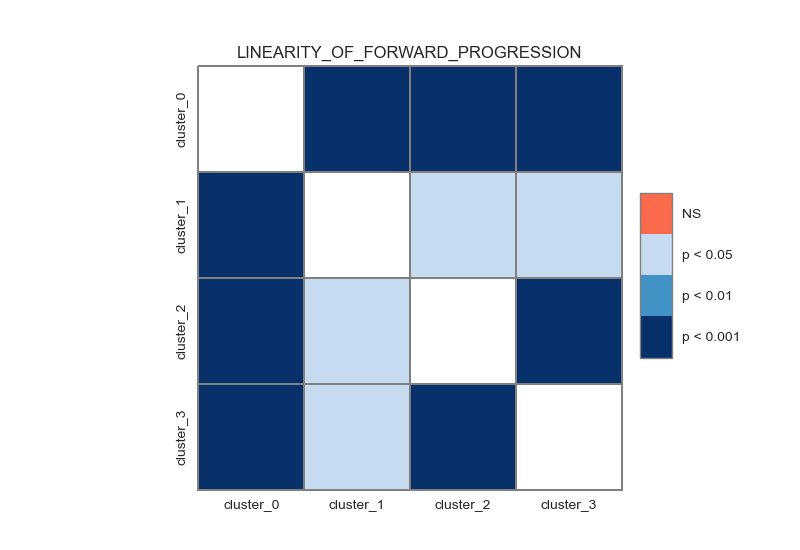 LINEARITY_OF_FORWARD_PROGRESSION
cluster_0
cluster_1
cluster_2
cluster_3
NS
p < 0.05
p < 0.01
p < 0.001
cluster_0
cluster_1
cluster_2
cluster_3